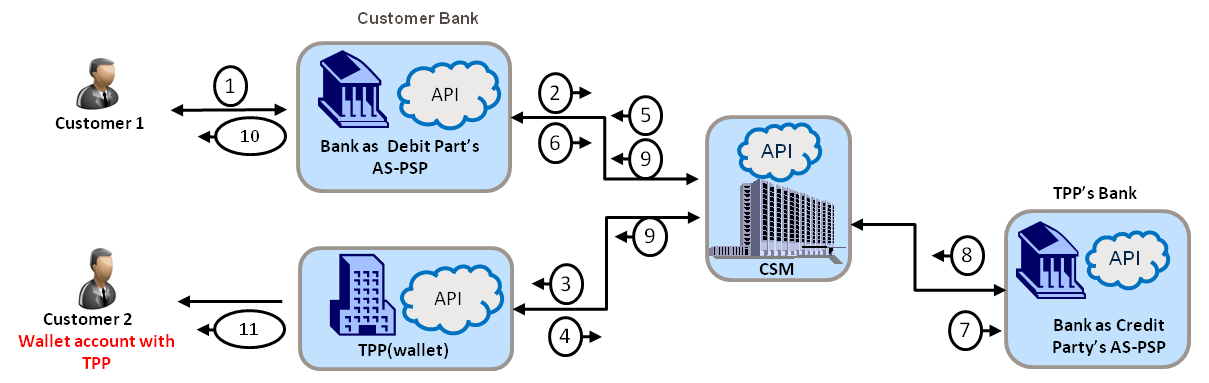 Customer Bank
1
2
5
API
10
Customer 1
6
9
Bank as  Debit Part's
AS-PSP
API
TPP's Bank
9
8
API
CSM
3
API
Customer 2
11
Wallet account with
TPP
4
TPP(wallet)
7
Bank as Credit
Party's AS-PSP